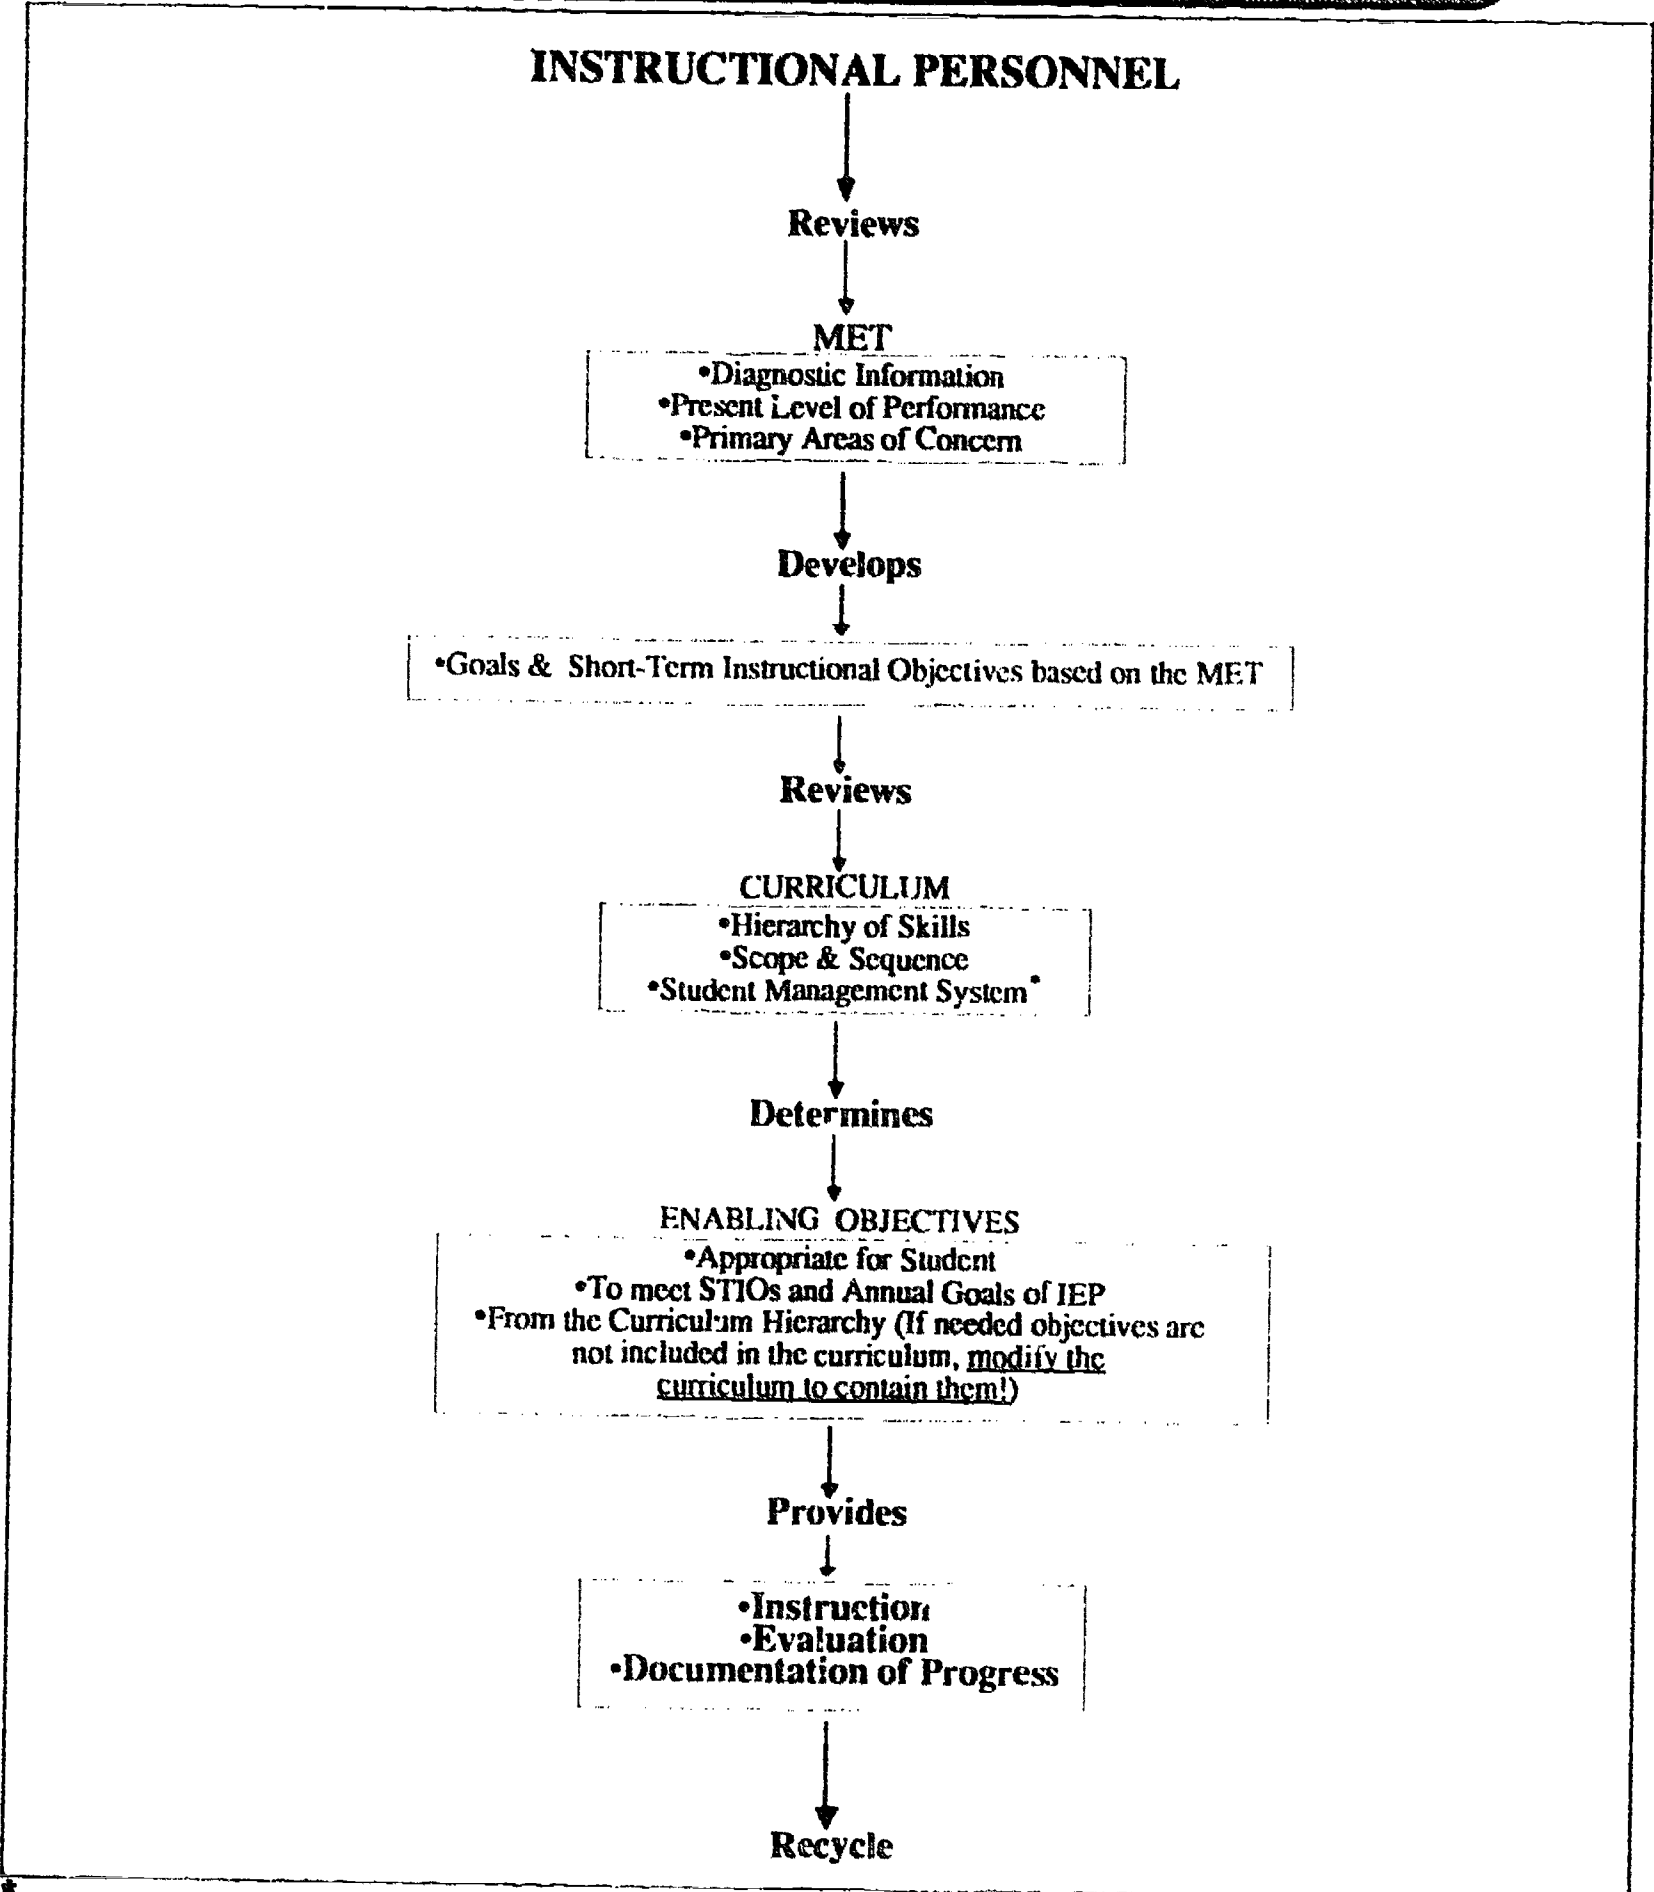 INSTRUCTIONAL PERSONNEL
Reviews
MET
•Diagnostic Information
•Present Level of Performance
•Primary Areas of Concern
Develops
•Goals & Short-Term Instructional Objectives based on the MET
Reviews
CURRICULUM
•Hierarchy of Skills
•Scope & Sequence
•Student Management System*
Determines
ENABLING OBJECTIVES
•Appropriate for Student
•To meet STIOs and Annual Goals of IEP
•From the Curriculum Hierarchy (If needed objectives are
not included in the curriculum, modify the
curriculum to contain them!)
Provides
•Instruction
•Evaluation
•Documentation of Progress
Recycle
*